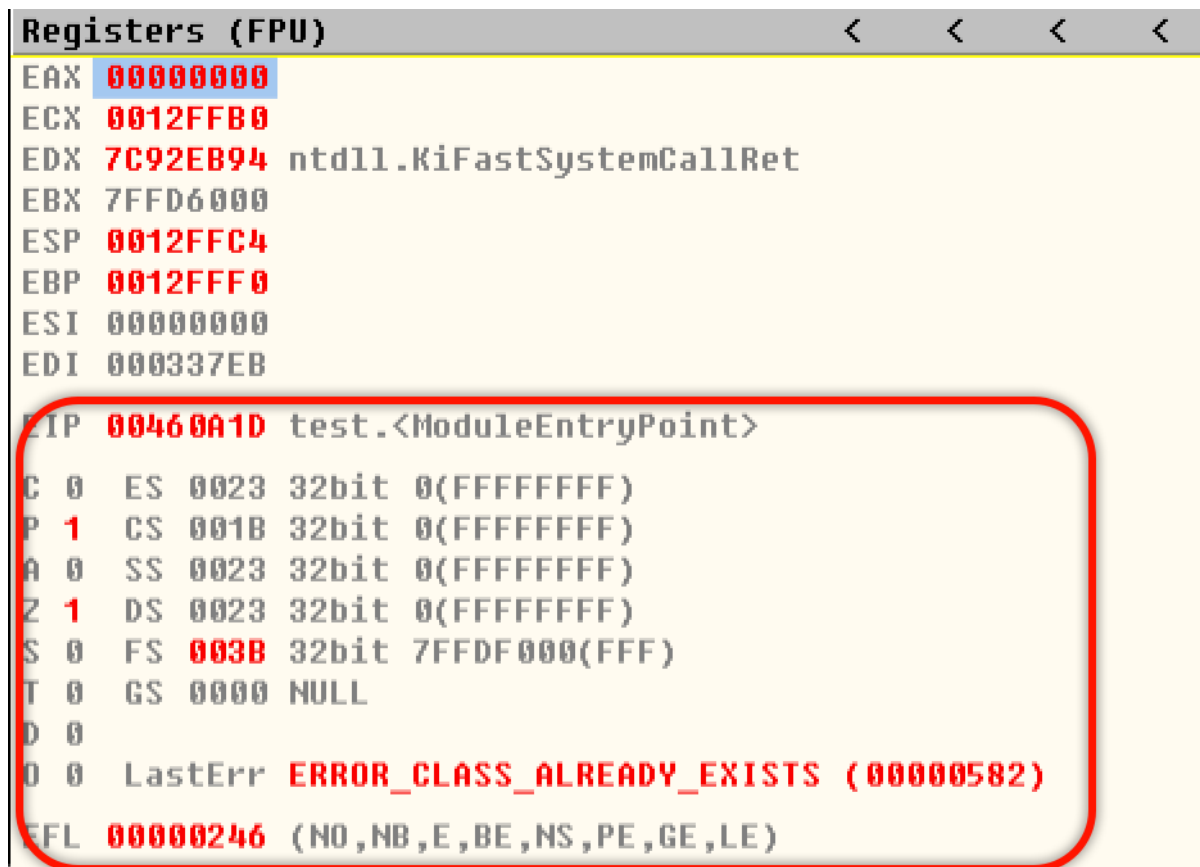 Registers (FPU) < < < <
EAX 00000000
ECX 0012FFB0
EDX 7C92EB94 ntdll.KiFastSystemCallRet
EBX 7FFD6000
ESP 0012FFC4
EBP 0012FFF0
ESI 00000000
EDI 000337EB
EIP 00460A1D test.<ModuleEntryPoint>
C 0 ES 0023 32bit 0(FFFFFFFF)
P 1 CS 001B 32bit 0(FFFFFFFF)
A 0 SS 0023 32bit 0(FFFFFFFF)
Z 1 DS 0023 32bit 0(FFFFFFFF)
S 0 FS 003B 32bit 7FFDF000(FFF)
T 0 GS 0000 NULL
D 0
O 0 LastErr ERROR_CLASS_ALREADY_EXISTS (00000582)
EFL 00000246 (NO,NB,E,BE,NS,PE,GE,LE)